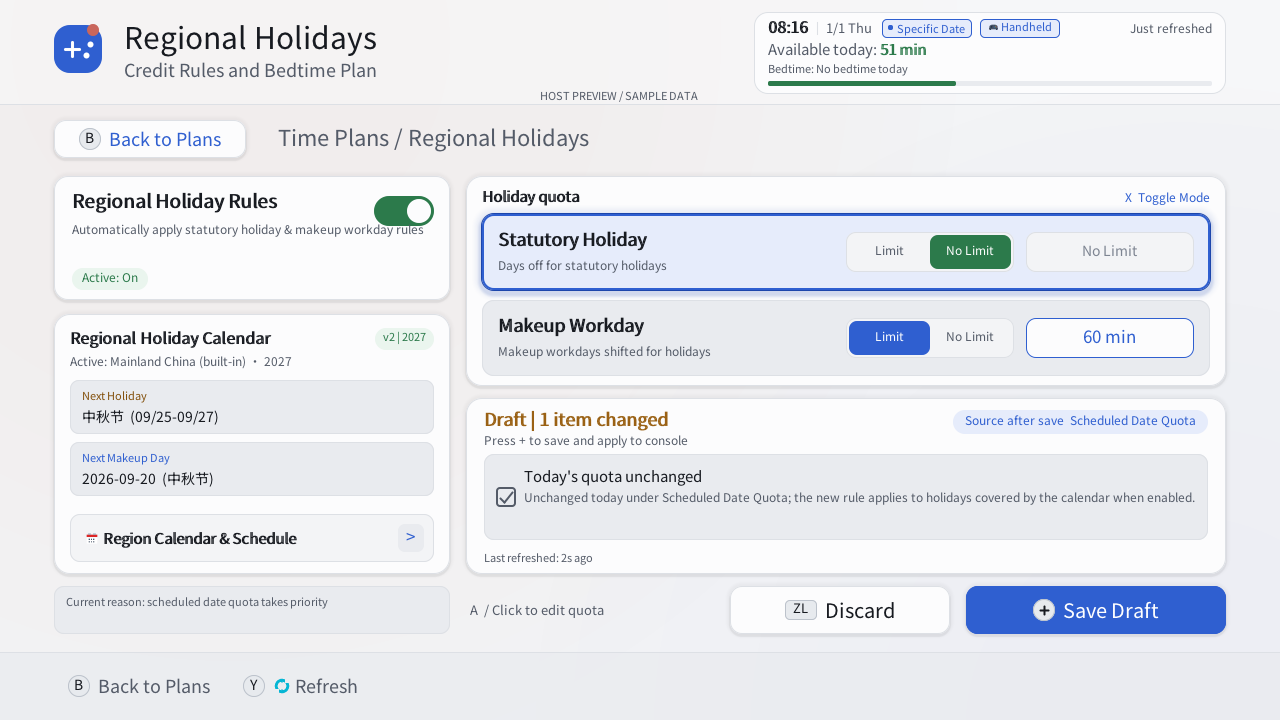 Regional Holidays
Credit Rules and Bedtime Plan
HOST PREVIEW / SAMPLE DATA
08:16 1/1 Thu Specific Date Handheld Just refreshed
Available today: 51 min
Bedtime: No bedtime today
B Back to Plans
Time Plans / Regional Holidays
Regional Holiday Rules
Automatically apply statutory holiday & makeup workday rules
Active: On
Regional Holiday Calendar
v2 | 2027
Active: Mainland China (built-in) · 2027
Next Holiday
中秋节 (09/25-09/27)
Next Makeup Day
2026-09-20 (中秋节)
Region Calendar & Schedule >
Current reason: scheduled date quota takes priority
Holiday quota
X Toggle Mode
Statutory Holiday
Days off for statutory holidays
Limit No Limit No Limit
Makeup Workday
Makeup workdays shifted for holidays
Limit No Limit 60 min
Draft | 1 item changed
Source after save Scheduled Date Quota
Press + to save and apply to console
Today's quota unchanged
Unchanged today under Scheduled Date Quota; the new rule applies to holidays covered by the calendar when enabled.
Last refreshed: 2s ago
A / Click to edit quota
ZL Discard
+ Save Draft
B Back to Plans
Y Refresh